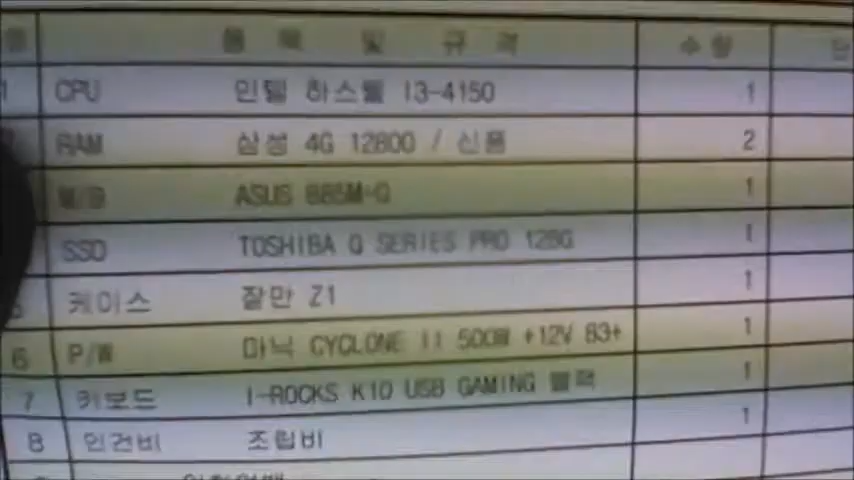 품 목 및 규 격 수 량 단
1 CPU 인텔 하스웰 I3-4150 1
RAM 삼성 4G 12800 / 신품 2
M/B ASUS B85M-G 1
SSD TOSHIBA Q SERIES PRO 128G 1
5 케이스 잘만 Z1 1
6 P/W 마닉 CYCLONE II 500W +12V 83+ 1
7 키보드 I-ROCKS K10 USB GAMING 블랙 1
8 인건비 조립비 1